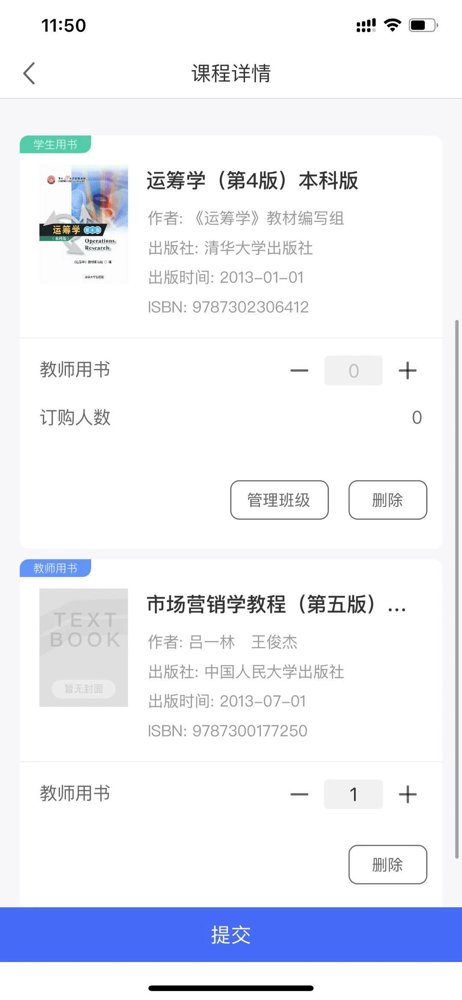 11:50
课程详情
学生用书
运筹学
第4版
（本科版）
Operations
Research
《运筹学》教材编写组 ◎ 编
清华大学出版社
运筹学（第4版）本科版
作者: 《运筹学》教材编写组
出版社: 清华大学出版社
出版时间: 2013-01-01
ISBN: 9787302306412
教师用书
0
订购人数
0
管理班级
删除
教师用书
TEXT
BOOK
暂无封面
市场营销学教程（第五版）...
作者: 吕一林　王俊杰
出版社: 中国人民大学出版社
出版时间: 2013-07-01
ISBN: 9787300177250
教师用书
1
删除
提交